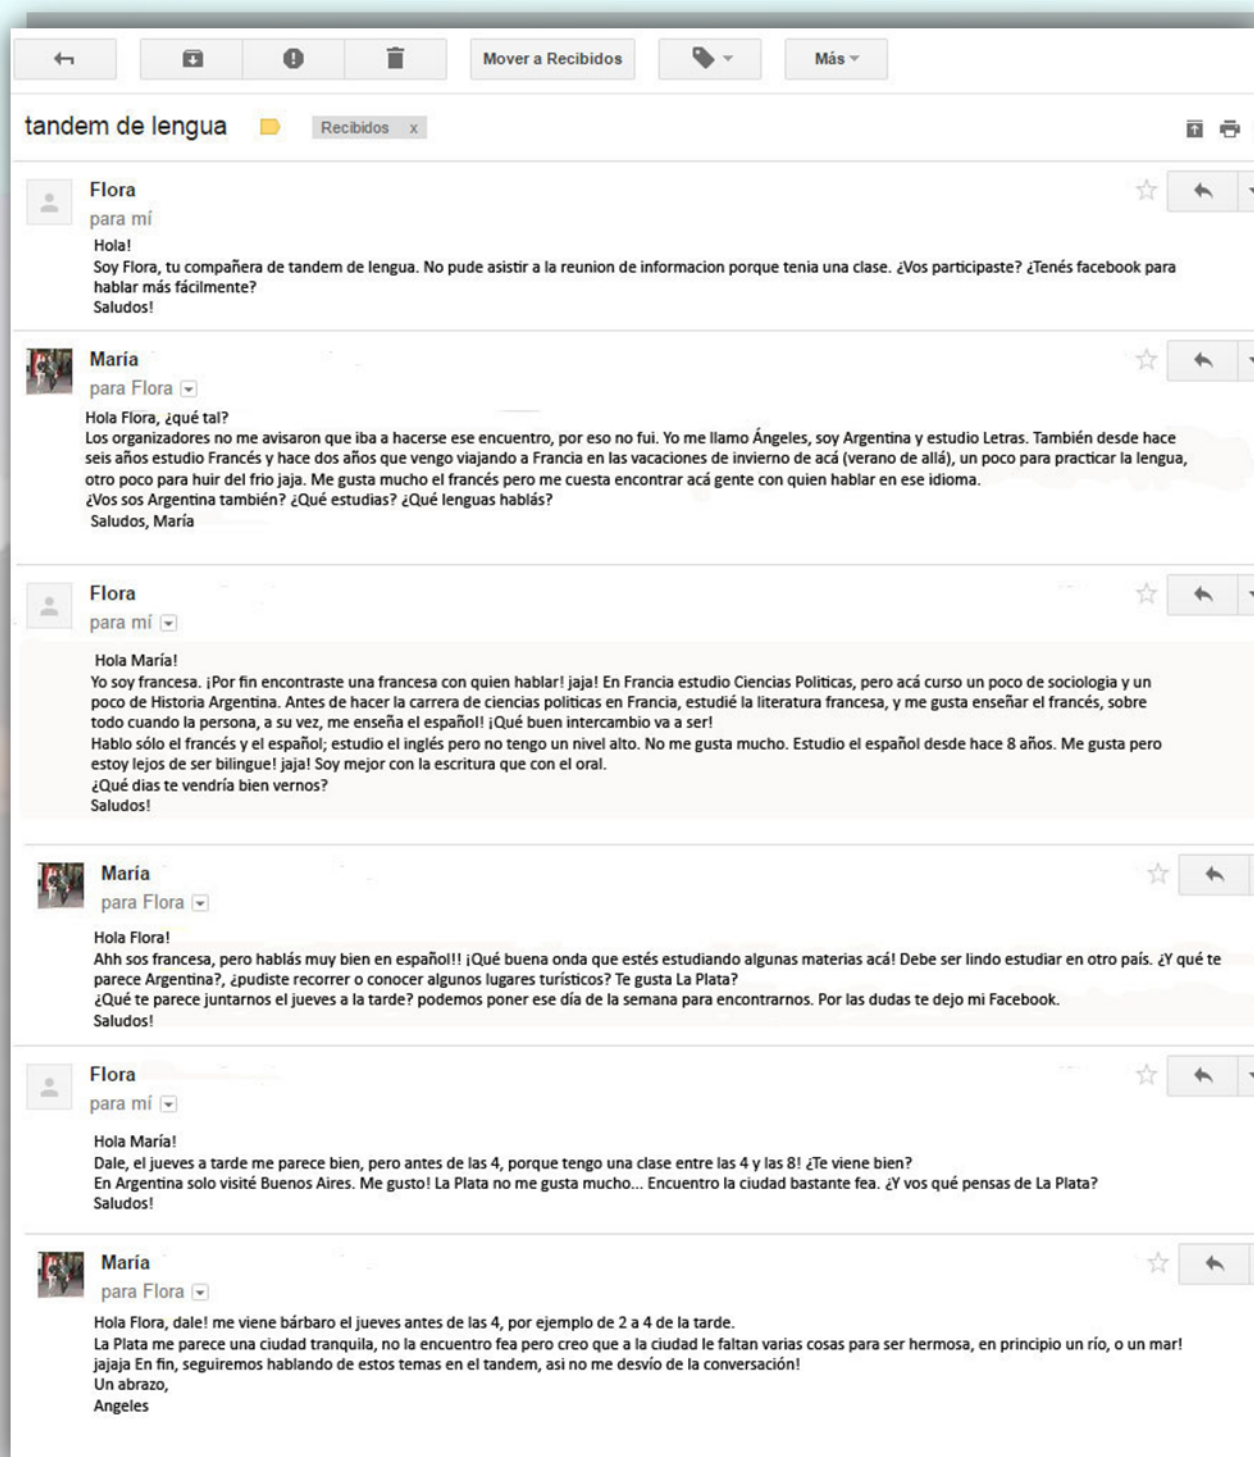 Mover a Recibidos
Más
tandem de lengua
Recibidos x
Flora
para mí
Hola!
Soy Flora, tu compañera de tandem de lengua. No pude asistir a la reunion de informacion porque tenia una clase. ¿Vos participaste? ¿Tenés facebook para
hablar más fácilmente?
Saludos!
María
para Flora
Hola Flora, ¿qué tal?
Los organizadores no me avisaron que iba a hacerse ese encuentro, por eso no fui. Yo me llamo Ángeles, soy Argentina y estudio Letras. También desde hace
seis años estudio Francés y hace dos años que vengo viajando a Francia en las vacaciones de invierno de acá (verano de allá), un poco para practicar la lengua,
otro poco para huir del frio jaja. Me gusta mucho el francés pero me cuesta encontrar acá gente con quien hablar en ese idioma.
¿Vos sos Argentina también? ¿Qué estudias? ¿Qué lenguas hablás?
Saludos, María
Flora
para mí
Hola María!
Yo soy francesa. ¡Por fin encontraste una francesa con quien hablar! jaja! En Francia estudio Ciencias Politicas, pero acá curso un poco de sociologia y un
poco de Historia Argentina. Antes de hacer la carrera de ciencias politicas en Francia, estudié la literatura francesa, y me gusta enseñar el francés, sobre
todo cuando la persona, a su vez, me enseña el español! ¡Qué buen intercambio va a ser!
Hablo sólo el francés y el español; estudio el inglés pero no tengo un nivel alto. No me gusta mucho. Estudio el español desde hace 8 años. Me gusta pero
estoy lejos de ser bilingue! jaja! Soy mejor con la escritura que con el oral.
¿Qué dias te vendría bien vernos?
Saludos!
María
para Flora
Hola Flora!
Ahh sos francesa, pero hablás muy bien en español!! ¡Qué buena onda que estés estudiando algunas materias acá! Debe ser lindo estudiar en otro país. ¿Y qué te
parece Argentina?, ¿pudiste recorrer o conocer algunos lugares turísticos? Te gusta La Plata?
¿Qué te parece juntarnos el jueves a la tarde? podemos poner ese día de la semana para encontrarnos. Por las dudas te dejo mi Facebook.
Saludos!
Flora
para mí
Hola María!
Dale, el jueves a tarde me parece bien, pero antes de las 4, porque tengo una clase entre las 4 y las 8! ¿Te viene bien?
En Argentina solo visité Buenos Aires. Me gusto! La Plata no me gusta mucho... Encuentro la ciudad bastante fea. ¿Y vos qué pensas de La Plata?
Saludos!
María
para Flora
Hola Flora, dale! me viene bárbaro el jueves antes de las 4, por ejemplo de 2 a 4 de la tarde.
La Plata me parece una ciudad tranquila, no la encuentro fea pero creo que a la ciudad le faltan varias cosas para ser hermosa, en principio un río, o un mar!
jajaja En fin, seguiremos hablando de estos temas en el tandem, asi no me desvío de la conversación!
Un abrazo,
Angeles